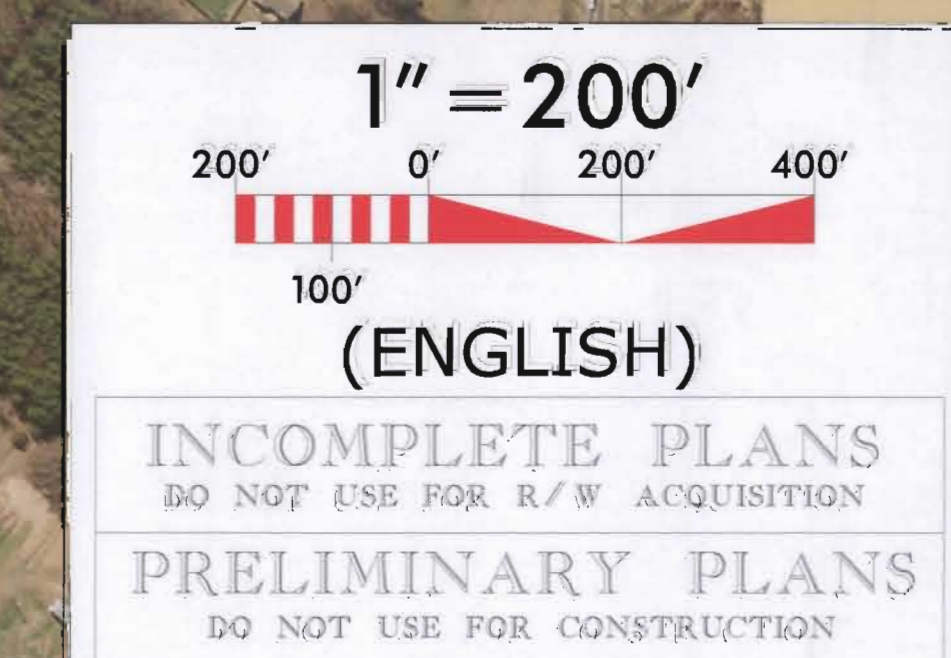 1" = 200'
200' 0' 200' 400'
100'
(ENGLISH)
INCOMPLETE PLANS
DO NOT USE FOR R/W ACQUISITION
PRELIMINARY PLANS
DO NOT USE FOR CONSTRUCTION